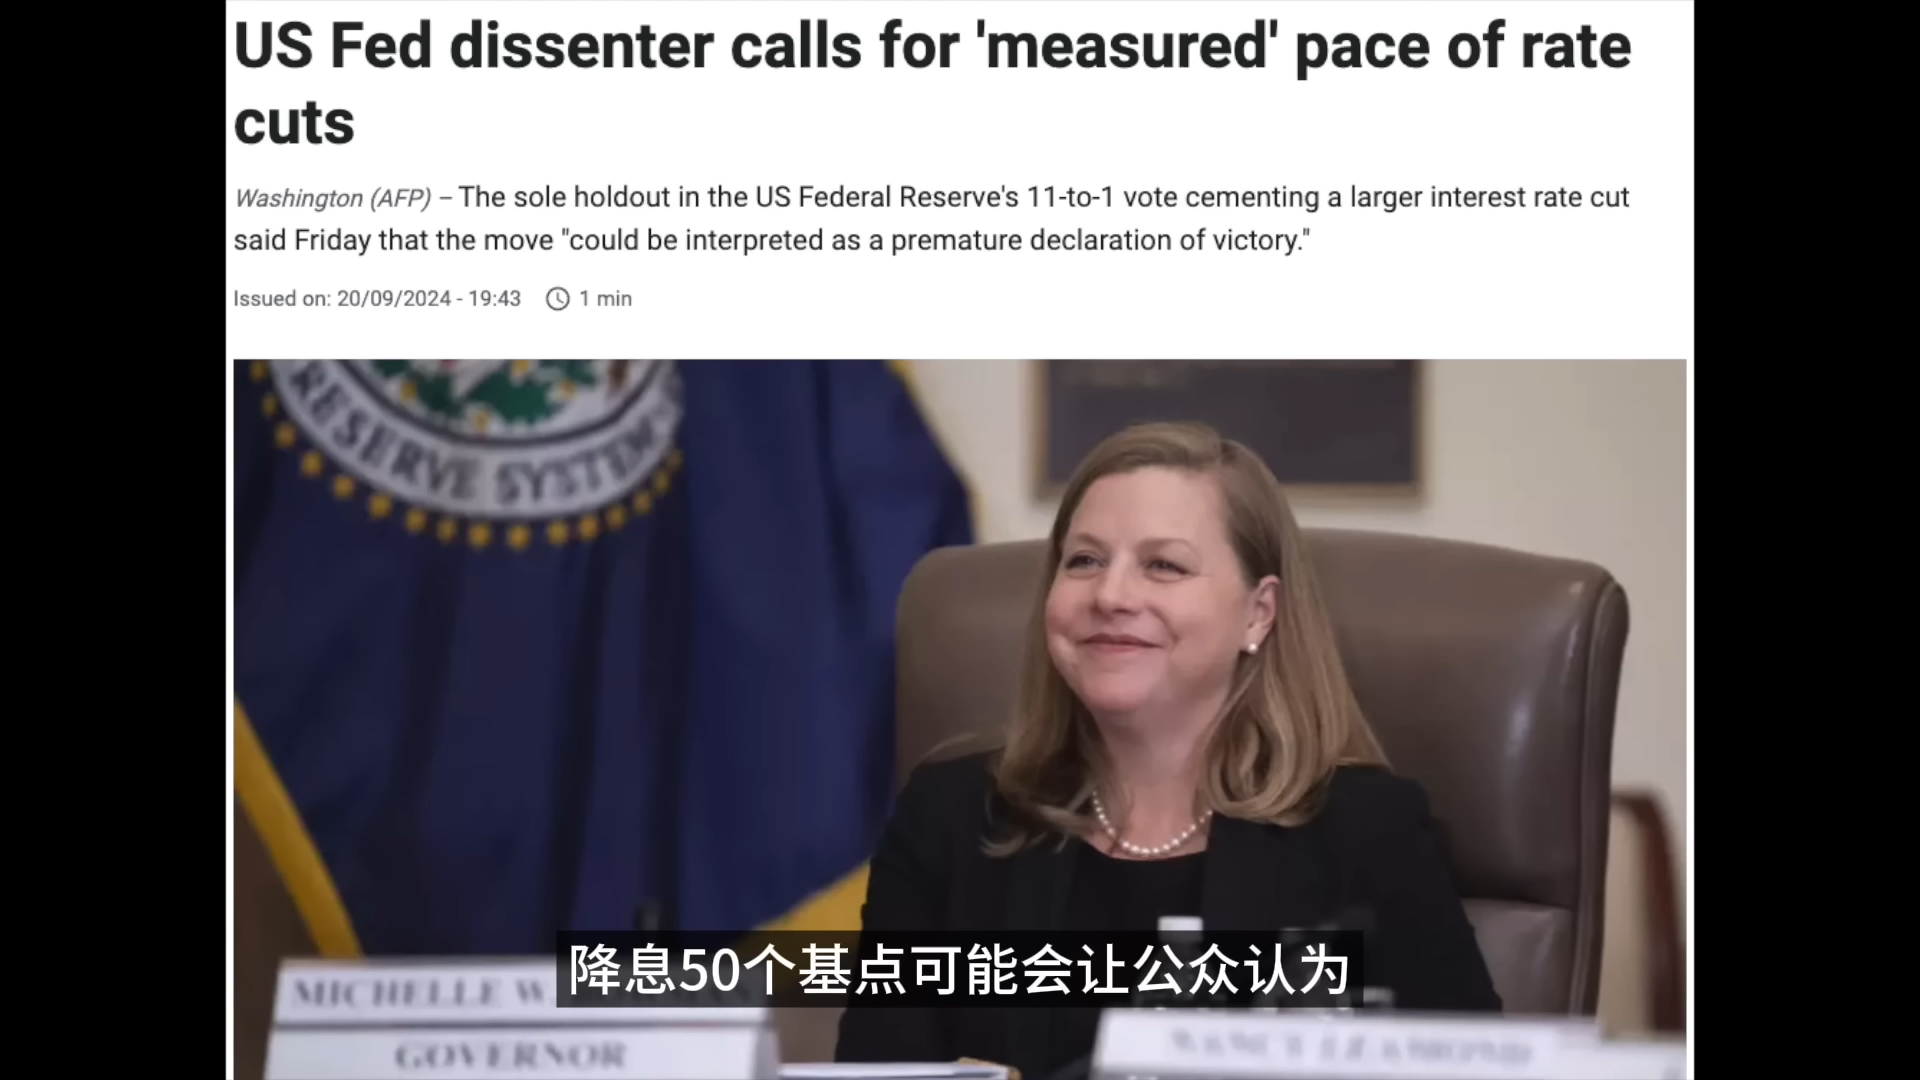 US Fed dissenter calls for 'measured' pace of rate
cuts
Washington (AFP) – The sole holdout in the US Federal Reserve's 11-to-1 vote cementing a larger interest rate cut
said Friday that the move "could be interpreted as a premature declaration of victory."
Issued on: 20/09/2024 - 19:43 1 min
RESERVE SYSTEM
降息50个基点可能会让公众认为
MICHELLE W.
GOVERNOR